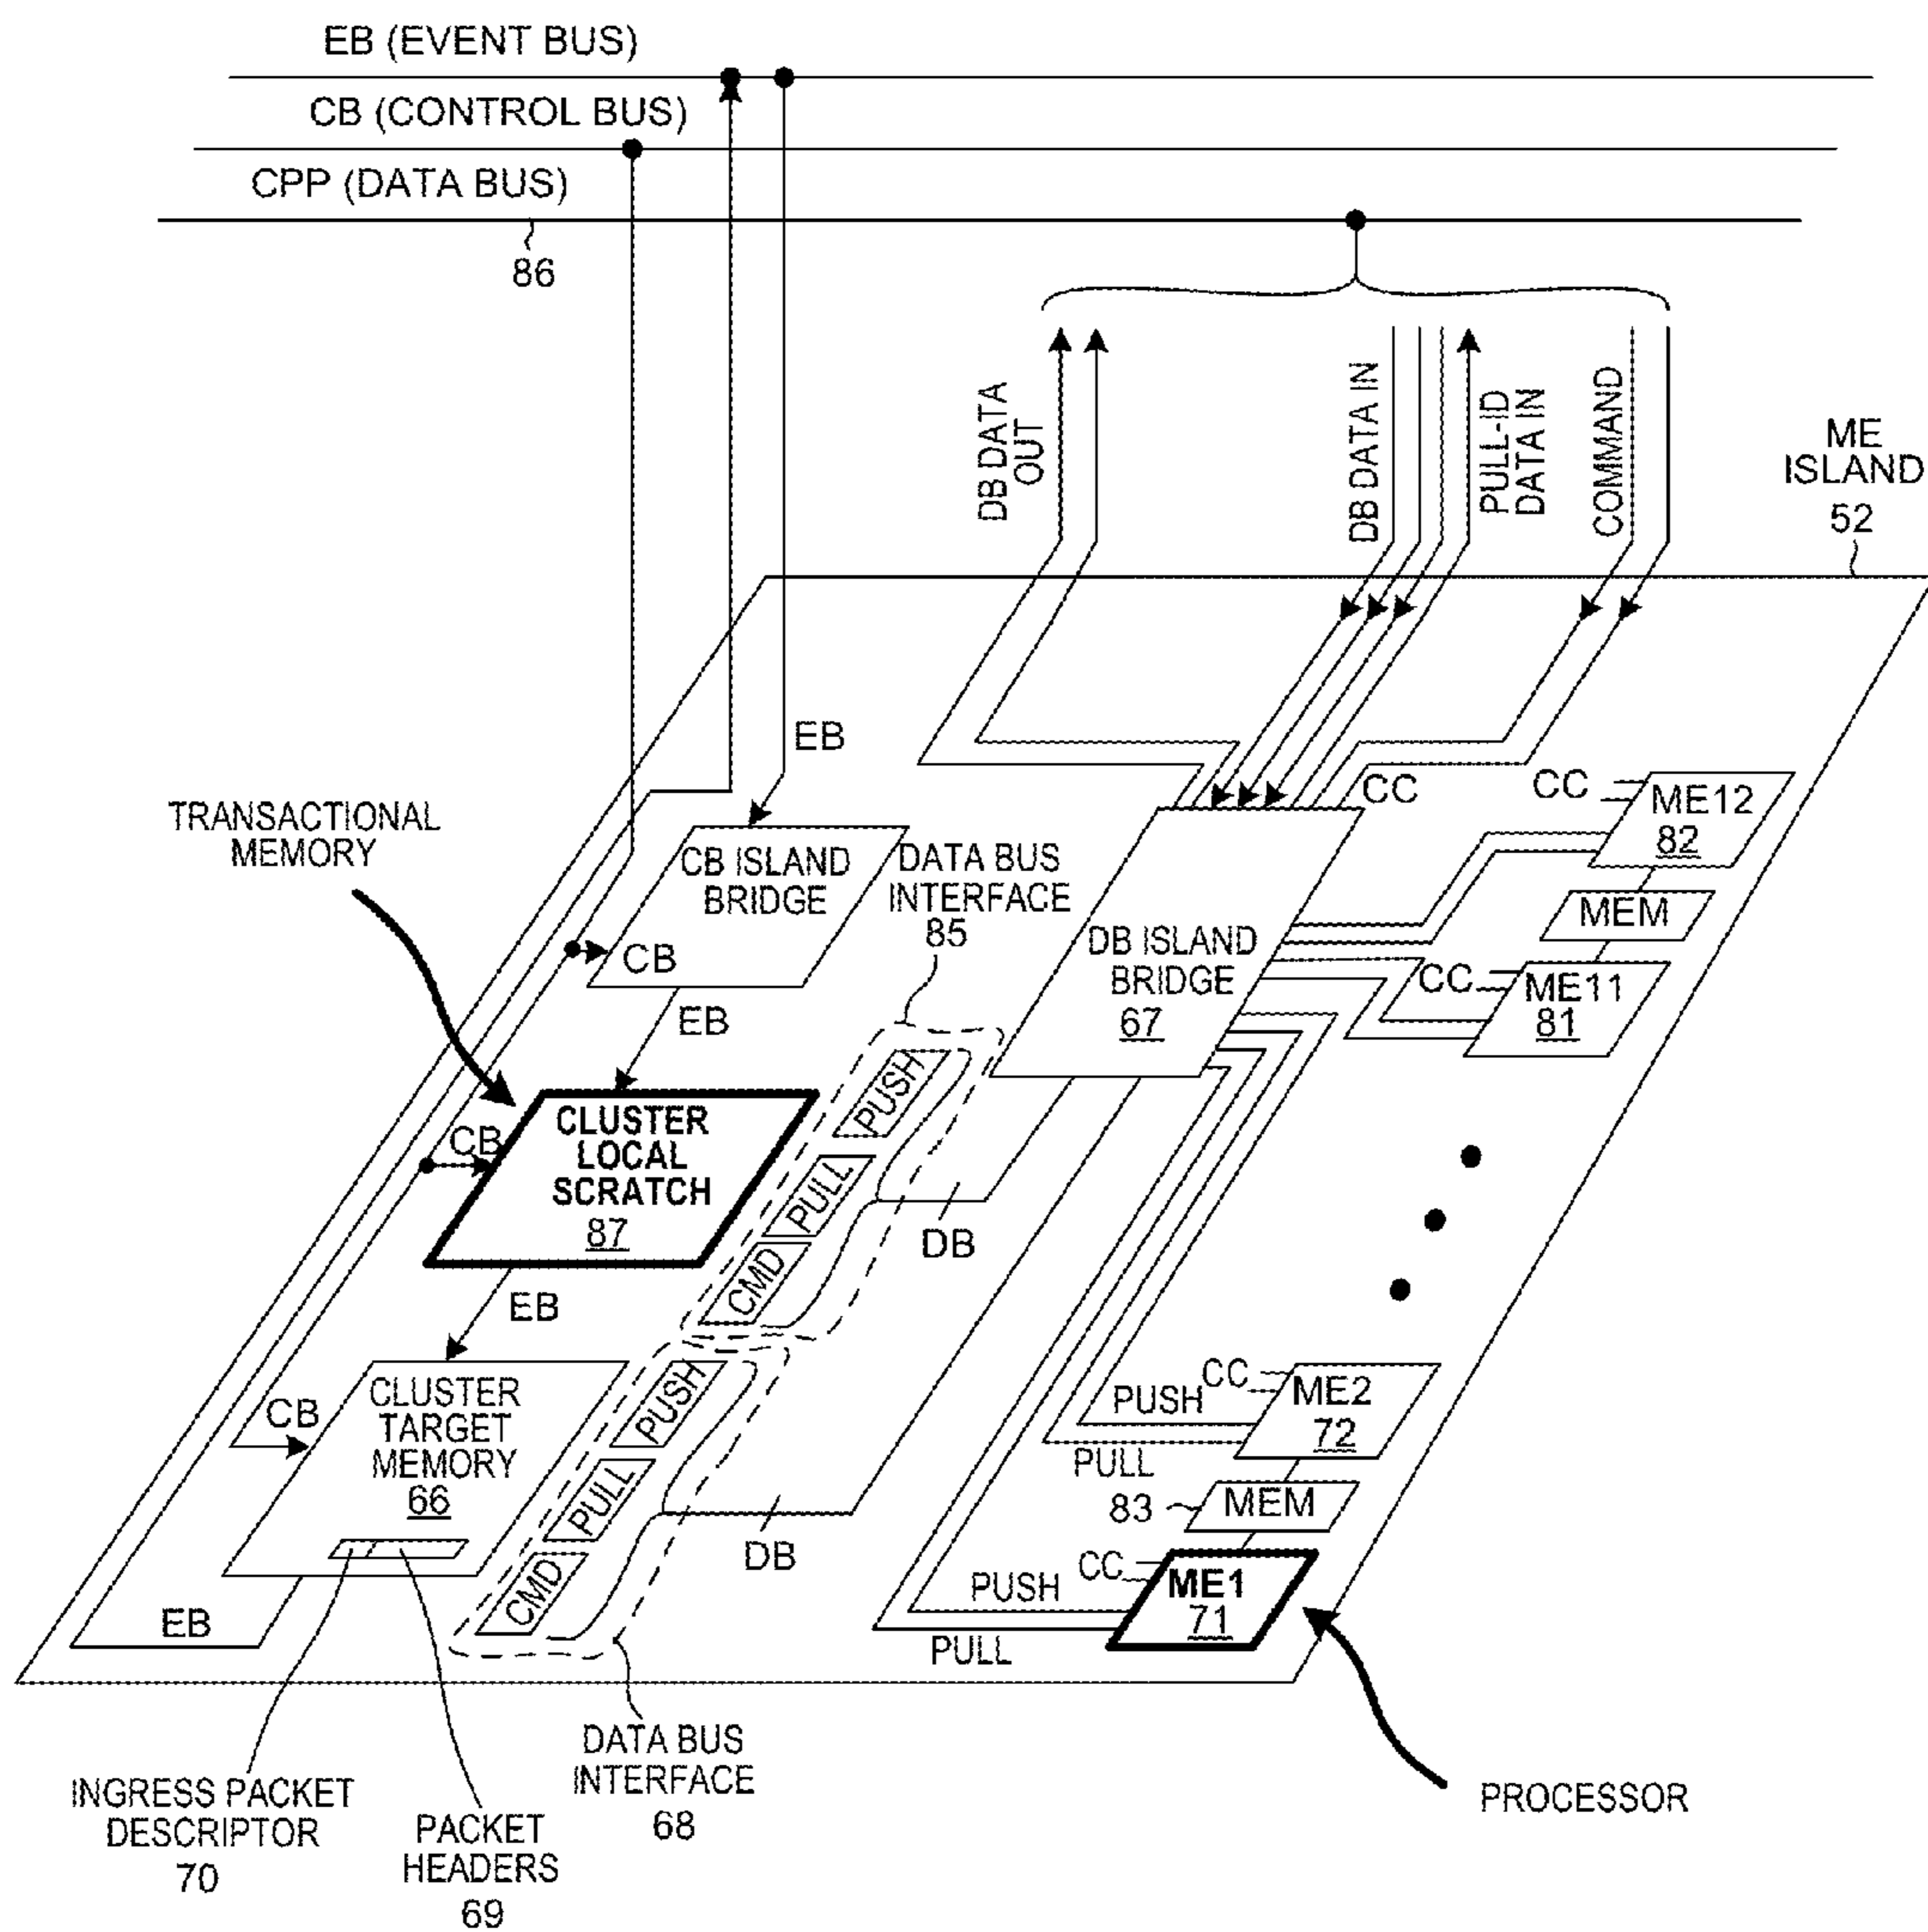 EB (EVENT BUS)
CB (CONTROL BUS)
CPP (DATA BUS)
86
DB DATA
OUT
DB DATA IN
PULL-ID
DATA IN
COMMAND
ME
ISLAND
52
EB
TRANSACTIONAL
MEMORY
CB ISLAND
BRIDGE
CB
EB
DATA BUS
INTERFACE
85
DB ISLAND
BRIDGE
67
CC
CC
ME12
82
MEM
CC
ME11
81
CB
CLUSTER
LOCAL
SCRATCH
87
PUSH
PULL
CMD
DB
EB
CB
CLUSTER
TARGET
MEMORY
66
PUSH
PULL
CMD
DB
EB
PUSH
CC
ME2
72
PULL
83
MEM
PUSH
CC
ME1
71
PULL
INGRESS PACKET
DESCRIPTOR
70
PACKET
HEADERS
69
DATA BUS
INTERFACE
68
PROCESSOR